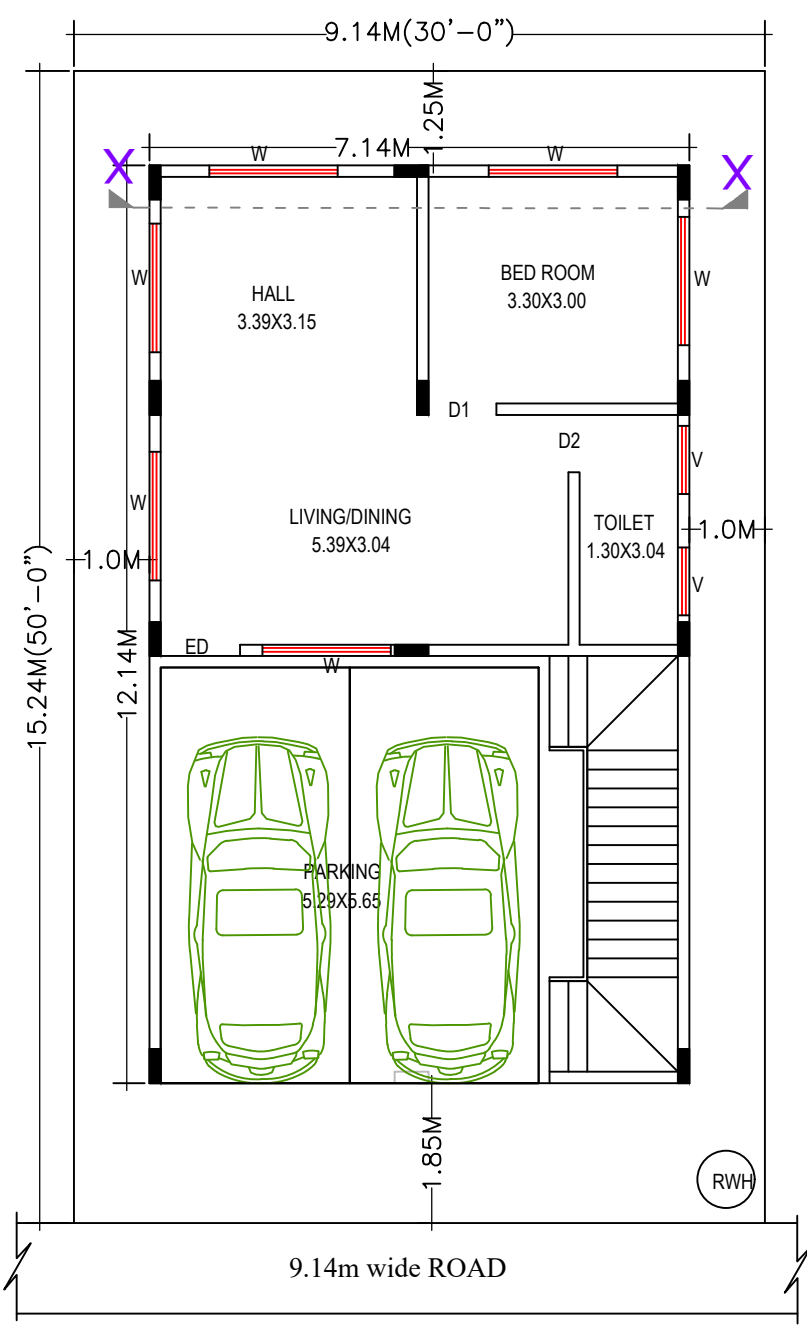 9.14M(30'-0")
1.25M
7.14M
W
W
X
X
W
HALL
3.39X3.15
BED ROOM
3.30X3.00
W
D1
D2
W
LIVING/DINING
5.39X3.04
TOILET
1.30X3.04
V
1.0M
1.0M
V
15.24M(50'-0")
12.14M
ED
W
PARKING
5.29X5.65
1.85M
RWH
9.14m wide ROAD